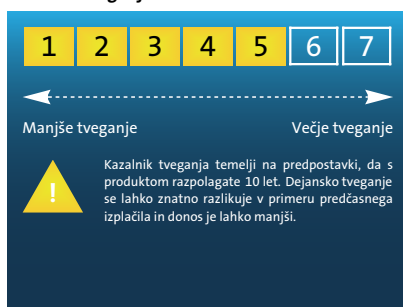 1 2 3 4 5 6 7
Manjše tveganje Večje tveganje
! Kazalnik tveganja temelji na predpostavki, da s
produktom razpolagate 10 let. Dejansko tveganje
se lahko znatno razlikuje v primeru predčasnega
izplačila in donos je lahko manjši.